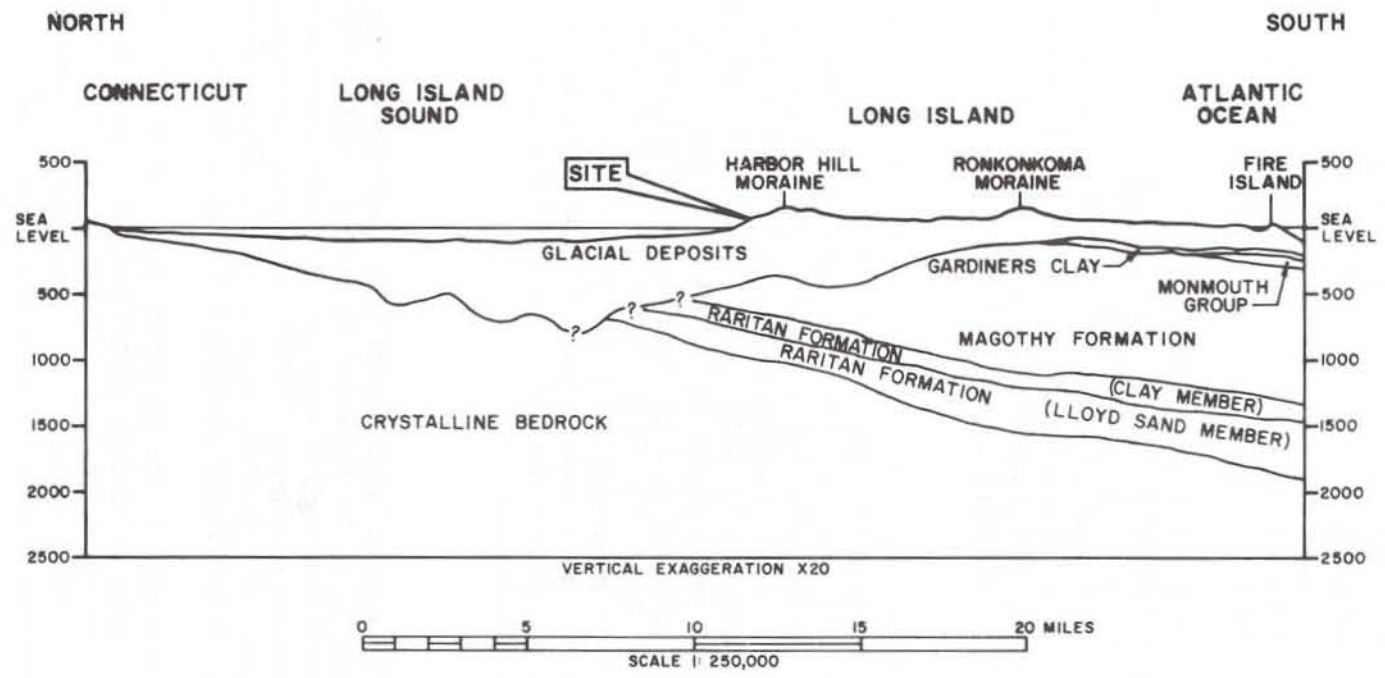 NORTH
SOUTH
CONNECTICUT
LONG ISLAND
SOUND
LONG ISLAND
ATLANTIC
OCEAN
500
SITE
HARBOR HILL
MORAINE
RONKONKOMA
MORAINE
FIRE
ISLAND
500
SEA
LEVEL
SEA
LEVEL
GLACIAL DEPOSITS
GARDINERS CLAY
MONMOUTH
GROUP
500
?
?
?
500
RARITAN FORMATION
MAGOTHY FORMATION
RARITAN FORMATION
1000
1000
(CLAY MEMBER)
(LLOYD SAND MEMBER)
CRYSTALLINE BEDROCK
1500
1500
2000
2000
2500
2500
VERTICAL EXAGGERATION X20
0 5 10 15 20 MILES
SCALE 1: 250,000